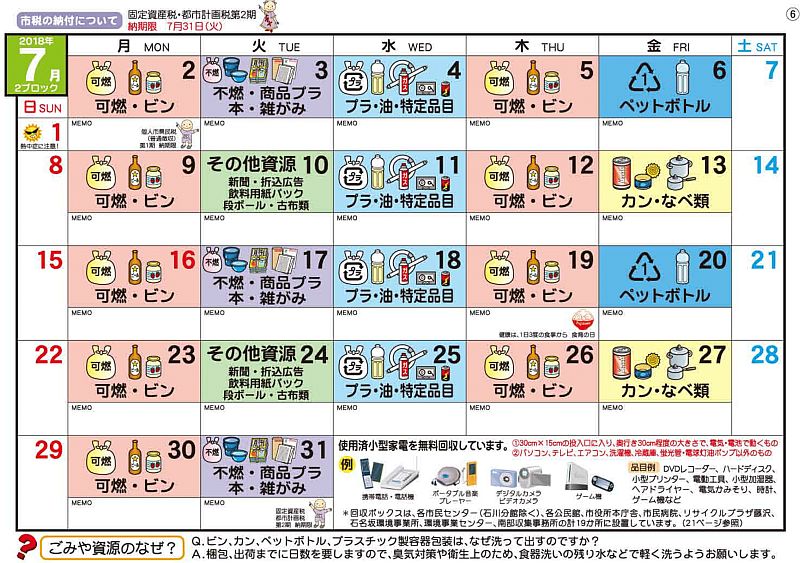 市税の納付について
固定資産税・都市計画税第2期
納期限 7月31日(火)
⑥
2018年
7月
2ブロック
月 MON
火 TUE
水 WED
木 THU
金 FRI
土 SAT
日 SUN
1
熱中症に注意!
可燃
2
可燃・ビン
MEMO
個人市県民税
(普通徴収)
第1期 納期限
不燃
3
不燃・商品プラ
本・雑がみ
MEMO
4
プラ・油・特定品目
MEMO
可燃
5
可燃・ビン
MEMO
6
ペットボトル
MEMO
7
8
可燃
9
可燃・ビン
MEMO
その他資源 10
新聞・折込広告
飲料用紙パック
段ボール・古布類
MEMO
11
プラ・油・特定品目
MEMO
可燃
12
可燃・ビン
MEMO
13
カン・なべ類
MEMO
14
15
可燃
16
可燃・ビン
MEMO
不燃
17
不燃・商品プラ
本・雑がみ
MEMO
18
プラ・油・特定品目
MEMO
可燃
19
可燃・ビン
MEMO
健康は、1日3度の食事から 食育の日
20
ペットボトル
MEMO
21
22
可燃
23
可燃・ビン
MEMO
その他資源 24
新聞・折込広告
飲料用紙パック
段ボール・古布類
MEMO
25
プラ・油・特定品目
MEMO
可燃
26
可燃・ビン
MEMO
27
カン・なべ類
MEMO
28
29
可燃
30
可燃・ビン
MEMO
不燃
31
不燃・商品プラ
本・雑がみ
MEMO
固定資産税
都市計画税
第2期 納期限
使用済小型家電を無料回収しています。
①30cm×15cmの投入口に入り、奥行き30cm程度の大きさで、電気・電池で動くもの
②パソコン、テレビ、エアコン、洗濯機、冷蔵庫、蛍光管・電球灯油ポンプ以外のもの
例
携帯電話・電話機
ポータブル音楽
プレーヤー
デジタルカメラ
ビデオカメラ
ゲーム機
品目例 DVDレコーダー、ハードディスク、
小型プリンター、電動工具、小型加湿器、
ヘアドライヤー、電気かみそり、時計、
ゲーム機など
*回収ボックスは、各市民センター(石川分館除く)、各公民館、市役所本庁舎、市民病院、リサイクルプラザ藤沢、
石名坂環境事業所、環境事業センター、南部収集事務所の計19カ所に設置しています。(21ページ参照)
? ごみや資源のなぜ?
Q.ビン、カン、ペットボトル、プラスチック製容器包装は、なぜ洗って出すのですか?
A.梱包、出荷までに日数を要しますので、臭気対策や衛生上のため、食器洗いの残り水などで軽く洗うようお願いします。